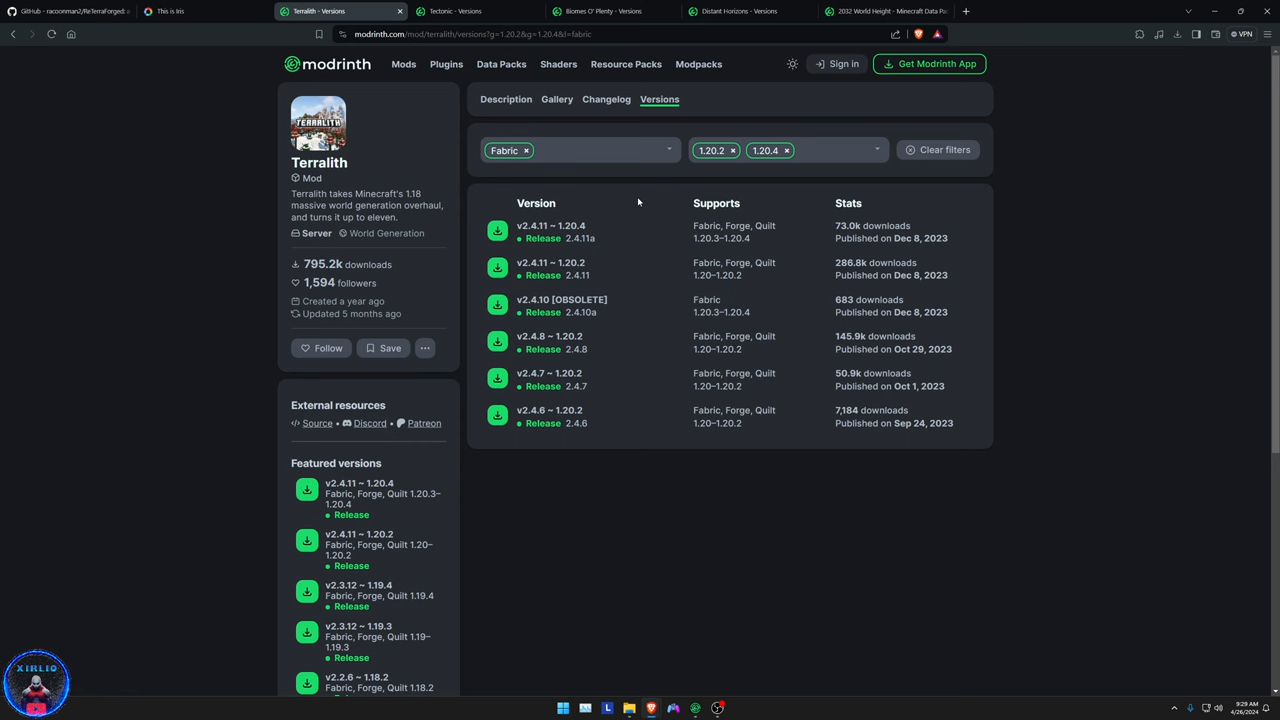 GitHub - racoonman2/ReTerraForged: a
This is Iris
Terralith - Versions
Tectonic - Versions
Biomes O' Plenty - Versions
Distant Horizons - Versions
2032 World Height - Minecraft Data Pac
modrinth.com/mod/terralith/versions?g=1.20.2&g=1.20.4&l=fabric
VPN
modrinth
Mods
Plugins
Data Packs
Shaders
Resource Packs
Modpacks
Sign in
Get Modrinth App
TERRALITH
Terralith
Mod
Terralith takes Minecraft's 1.18
massive world generation overhaul,
and turns it up to eleven.
Server
World Generation
795.2k downloads
1,594 followers
Created a year ago
Updated 5 months ago
Follow
Save
External resources
Source • Discord • Patreon
Featured versions
v2.4.11 ~ 1.20.4
Fabric, Forge, Quilt 1.20.3–
1.20.4
• Release
v2.4.11 ~ 1.20.2
Fabric, Forge, Quilt 1.20–
1.20.2
• Release
v2.3.12 ~ 1.19.4
Fabric, Forge, Quilt 1.19.4
• Release
v2.3.12 ~ 1.19.3
Fabric, Forge, Quilt 1.19–
1.19.3
• Release
v2.2.6 ~ 1.18.2
Fabric, Forge, Quilt 1.18.2
Description
Gallery
Changelog
Versions
Fabric ×
1.20.2 ×
1.20.4 ×
Clear filters
Version
Supports
Stats
v2.4.11 ~ 1.20.4
• Release 2.4.11a
Fabric, Forge, Quilt
1.20.3–1.20.4
73.0k downloads
Published on Dec 8, 2023
v2.4.11 ~ 1.20.2
• Release 2.4.11
Fabric, Forge, Quilt
1.20–1.20.2
286.8k downloads
Published on Dec 8, 2023
v2.4.10 [OBSOLETE]
• Release 2.4.10a
Fabric
1.20.3–1.20.4
683 downloads
Published on Dec 8, 2023
v2.4.8 ~ 1.20.2
• Release 2.4.8
Fabric, Forge, Quilt
1.20–1.20.2
145.9k downloads
Published on Oct 29, 2023
v2.4.7 ~ 1.20.2
• Release 2.4.7
Fabric, Forge, Quilt
1.20–1.20.2
50.9k downloads
Published on Oct 1, 2023
v2.4.6 ~ 1.20.2
• Release 2.4.6
Fabric, Forge, Quilt
1.20–1.20.2
7,184 downloads
Published on Sep 24, 2023
XIRLIO
L
9:29 AM
4/26/2024